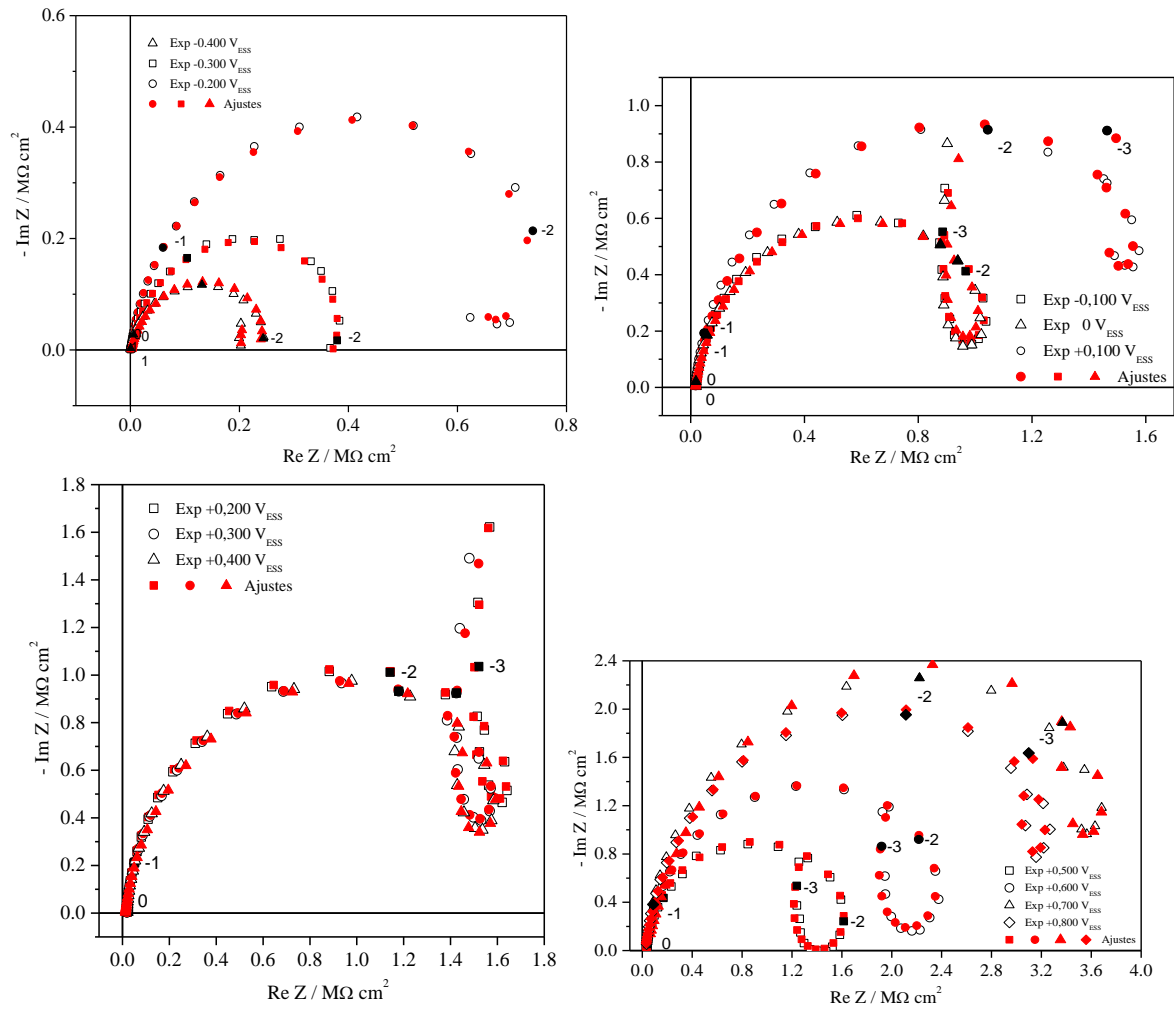 0.6
0.4
0.2
0.0
- Im Z / MΩ cm²
Exp -0.400 V_ESS
Exp -0.300 V_ESS
Exp -0.200 V_ESS
Ajustes
-2
-1
-2
-2
0
1
0.0 0.2 0.4 0.6 0.8
Re Z / MΩ cm²
1.0
0.8
0.6
0.4
0.2
0.0
- Im Z / MΩ cm²
-2
-3
-3
-2
-1
-1
0
0
Exp -0,100 V_ESS
Exp 0 V_ESS
Exp +0,100 V_ESS
Ajustes
0.0 0.4 0.8 1.2 1.6
Re Z / MΩ cm²
1.8
1.6
1.4
1.2
1.0
0.8
0.6
0.4
0.2
0.0
- Im Z / MΩ cm²
Exp +0,200 V_ESS
Exp +0,300 V_ESS
Exp +0,400 V_ESS
Ajustes
-2
-3
-1
0
0.0 0.2 0.4 0.6 0.8 1.0 1.2 1.4 1.6 1.8
Re Z / MΩ cm²
2.4
2.0
1.6
1.2
0.8
0.4
0.0
- Im Z / MΩ cm²
-2
-3
-3
-2
-3
-2
-1
0
Exp +0,500 V_ESS
Exp +0,600 V_ESS
Exp +0,700 V_ESS
Exp +0,800 V_ESS
Ajustes
0.0 0.4 0.8 1.2 1.6 2.0 2.4 2.8 3.2 3.6 4.0
Re Z / MΩ cm²